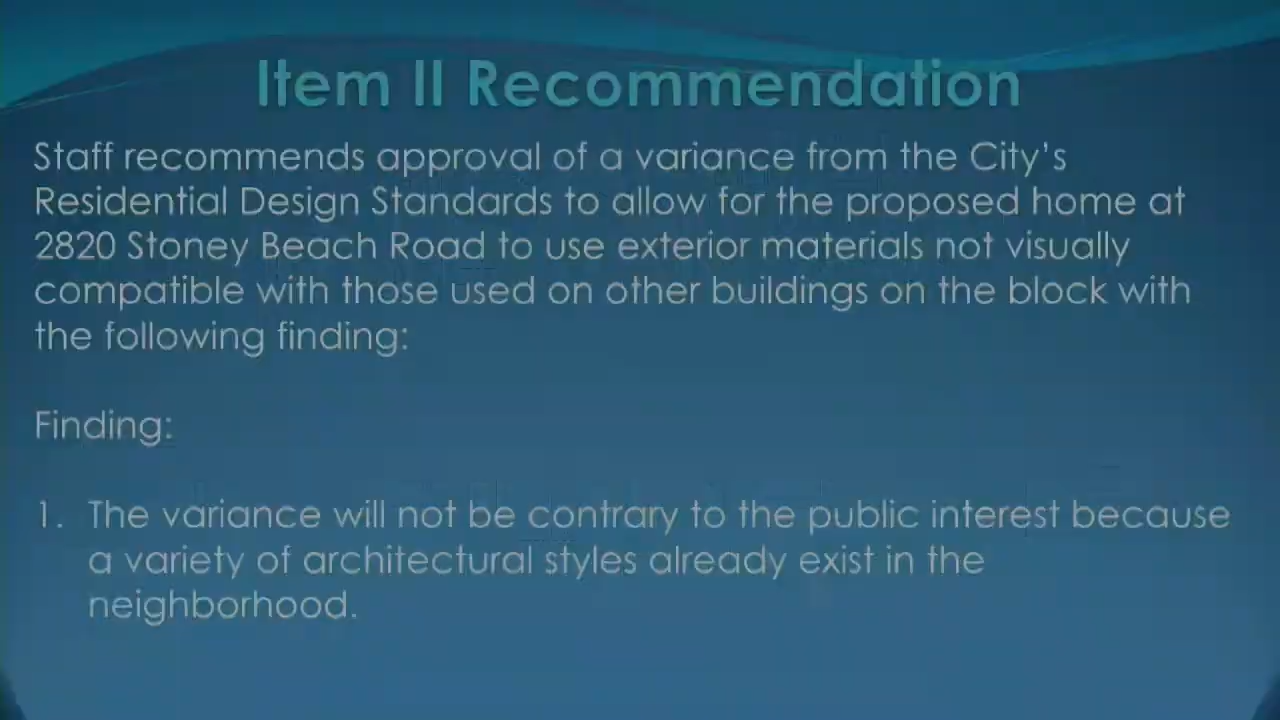 Item II Recommendation
Staff recommends approval of a variance from the City’s
Residential Design Standards to allow for the proposed home at
2820 Stoney Beach Road to use exterior materials not visually
compatible with those used on other buildings on the block with
the following finding:
Finding:
1. The variance will not be contrary to the public interest because
a variety of architectural styles already exist in the
neighborhood.